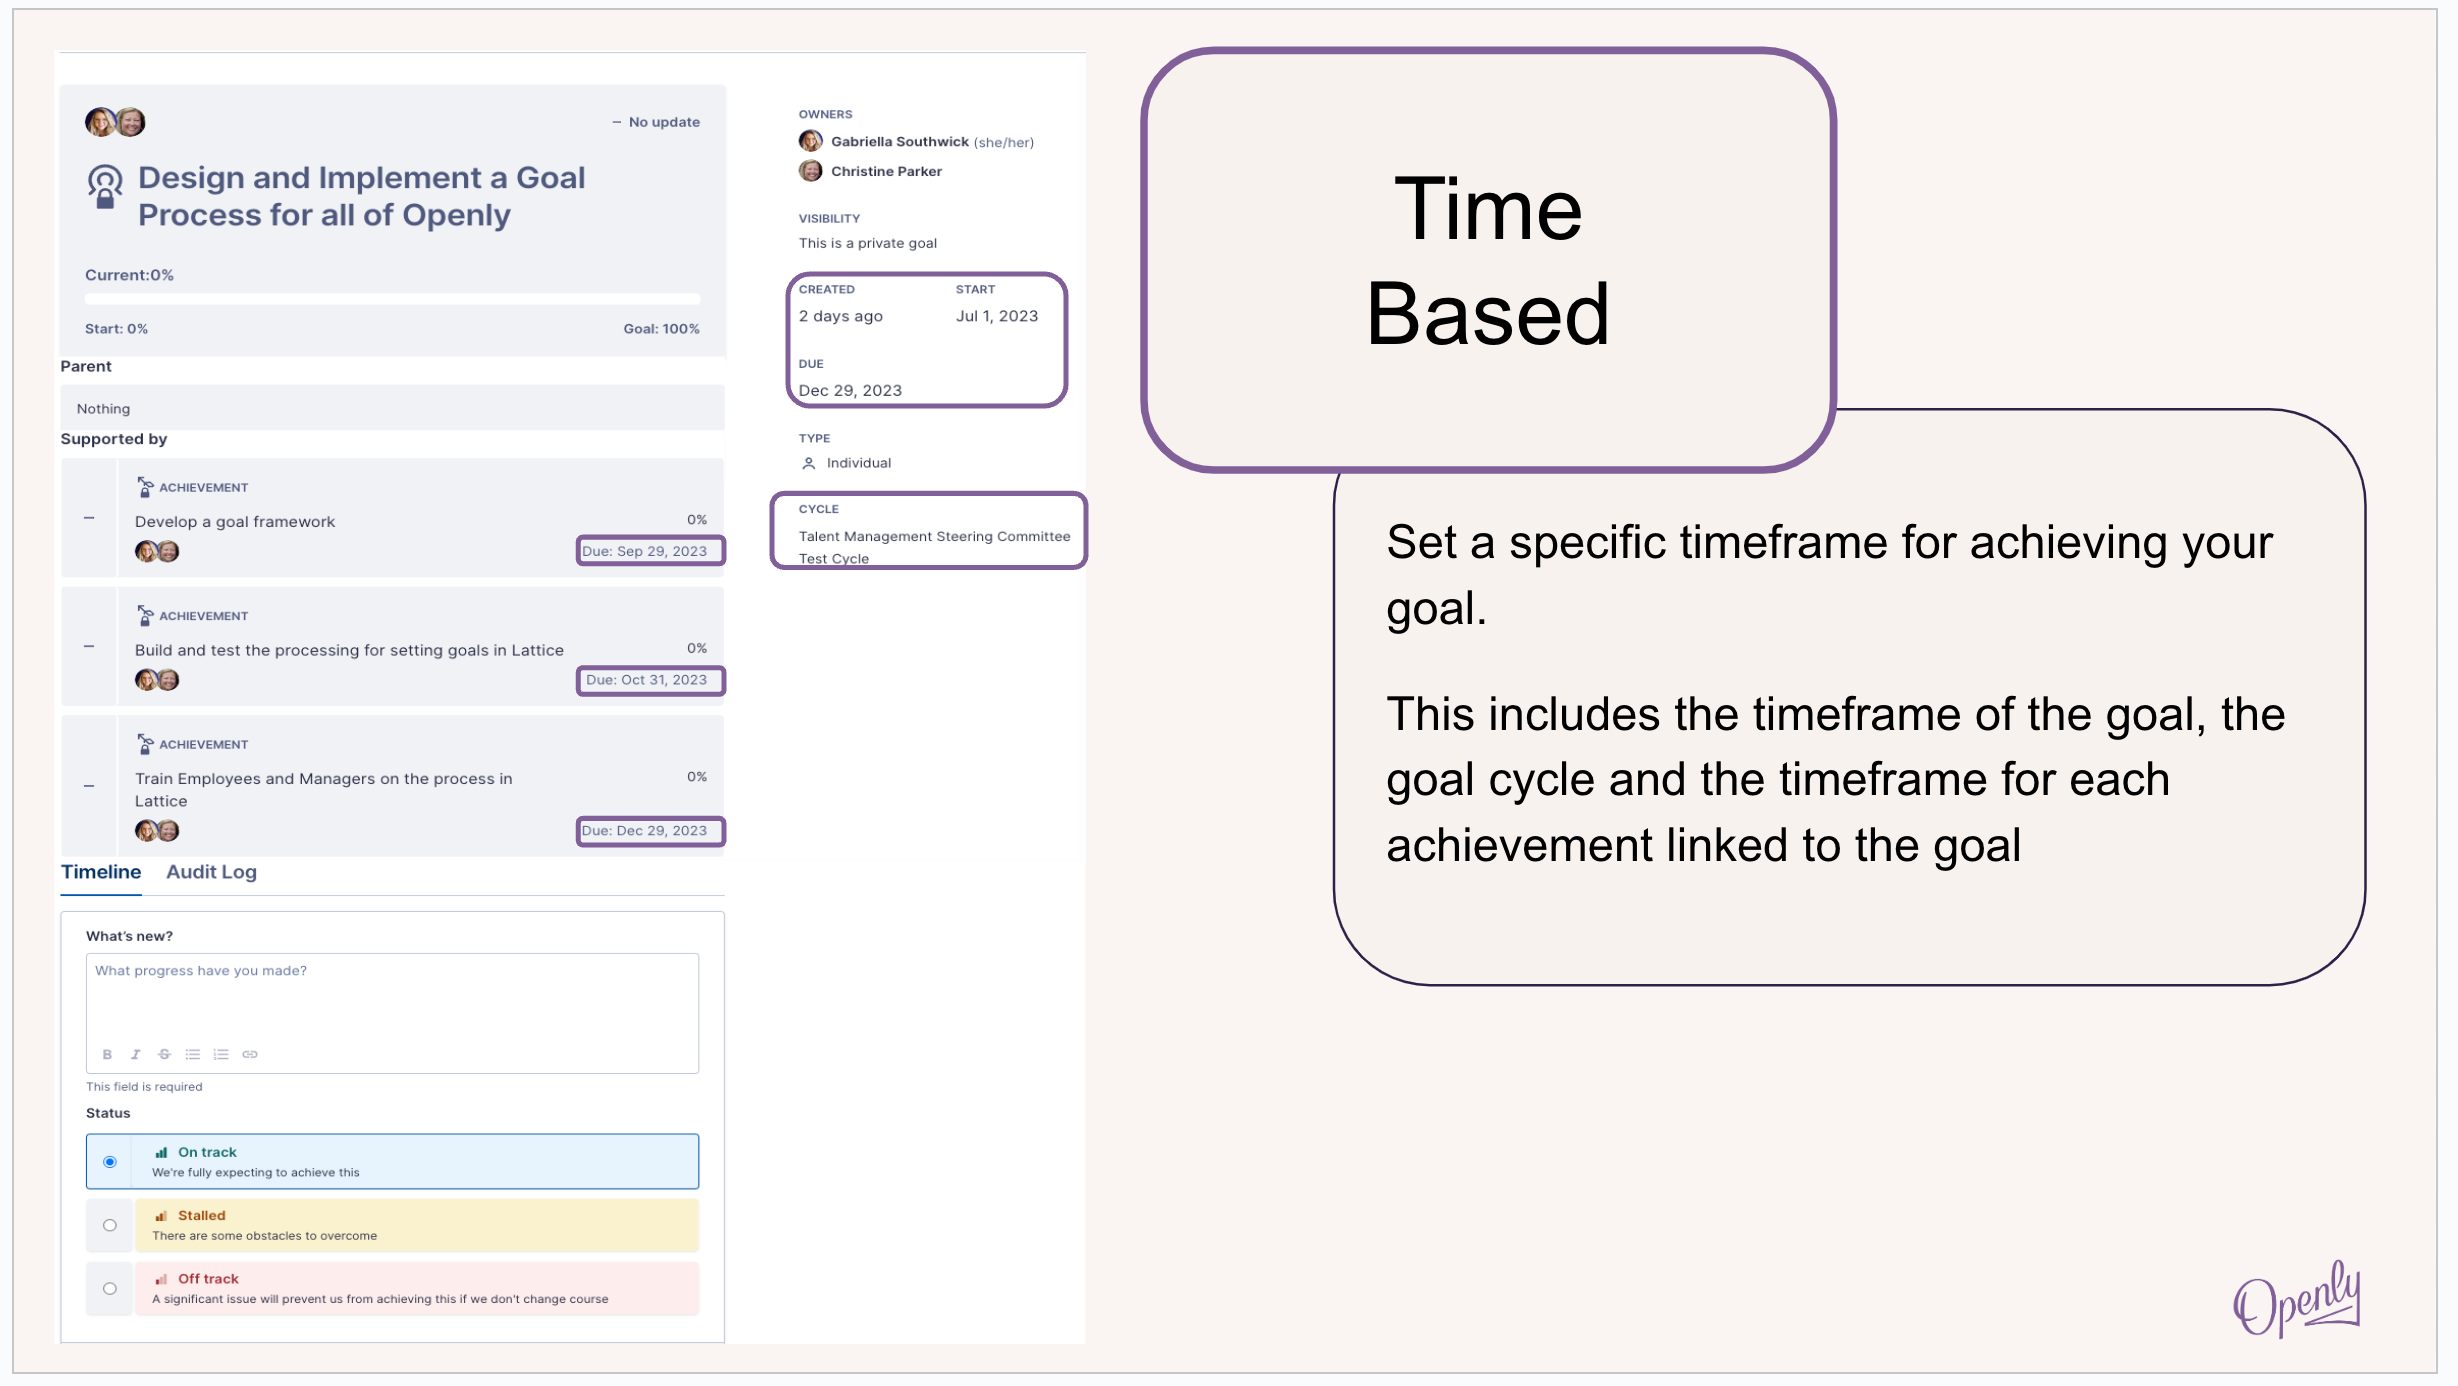 – No update
Design and Implement a Goal
Process for all of Openly
Current:0%
Start: 0%
Goal: 100%
Parent
Nothing
Supported by
ACHIEVEMENT
Develop a goal framework
0%
Due: Sep 29, 2023
ACHIEVEMENT
Build and test the processing for setting goals in Lattice
0%
Due: Oct 31, 2023
ACHIEVEMENT
Train Employees and Managers on the process in
Lattice
0%
Due: Dec 29, 2023
Timeline
Audit Log
What's new?
What progress have you made?
B I S
This field is required
Status
On track
We're fully expecting to achieve this
Stalled
There are some obstacles to overcome
Off track
A significant issue will prevent us from achieving this if we don't change course
OWNERS
Gabriella Southwick (she/her)
Christine Parker
VISIBILITY
This is a private goal
CREATED
2 days ago
START
Jul 1, 2023
DUE
Dec 29, 2023
TYPE
Individual
CYCLE
Talent Management Steering Committee
Test Cycle
Time
Based
Set a specific timeframe for achieving your
goal.
This includes the timeframe of the goal, the
goal cycle and the timeframe for each
achievement linked to the goal
Openly